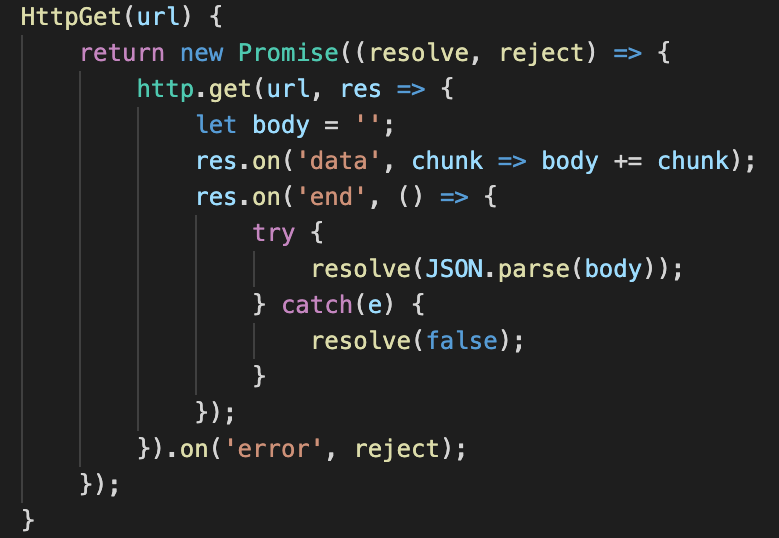 HttpGet(url) {
    return new Promise((resolve, reject) => {
        http.get(url, res => {
            let body = '';
            res.on('data', chunk => body += chunk);
            res.on('end', () => {
                try {
                    resolve(JSON.parse(body));
                } catch(e) {
                    resolve(false);
                }
            });
        }).on('error', reject);
    });
}